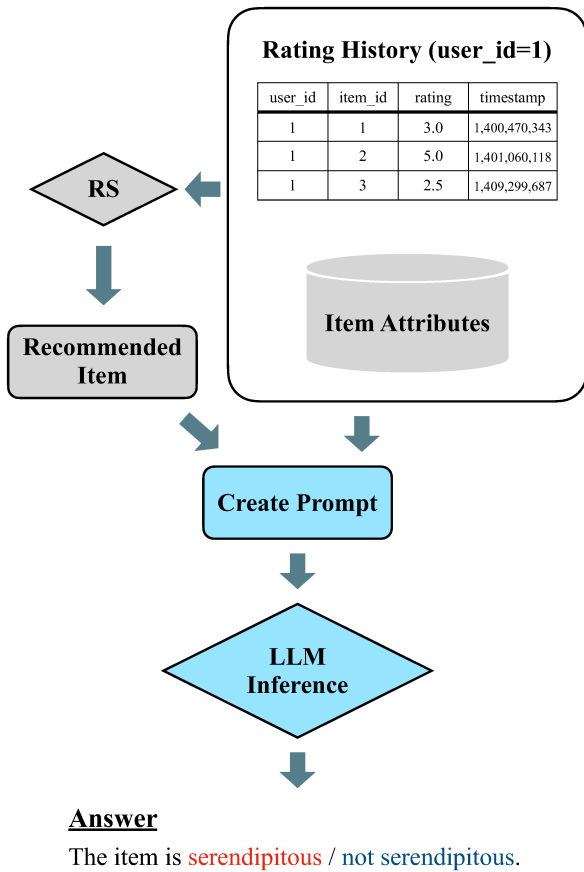 Rating History (user_id=1)
user_id item_id rating timestamp
1 1 3.0 1,400,470,343
1 2 5.0 1,401,060,118
1 3 2.5 1,409,299,687
RS
Item Attributes
Recommended
Item
Create Prompt
LLM
Inference
Answer
The item is serendipitous / not serendipitous.